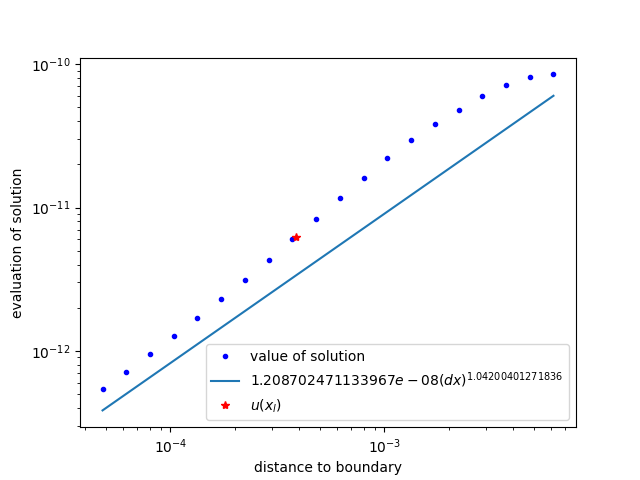 10⁻¹⁰
10⁻¹¹
10⁻¹²
evaluation of solution
value of solution
1.208702471133967e − 08(dx)¹·⁰⁴²⁰⁰⁴⁰¹²⁷¹⁸³⁶
u(x_I)
10⁻⁴
10⁻³
distance to boundary